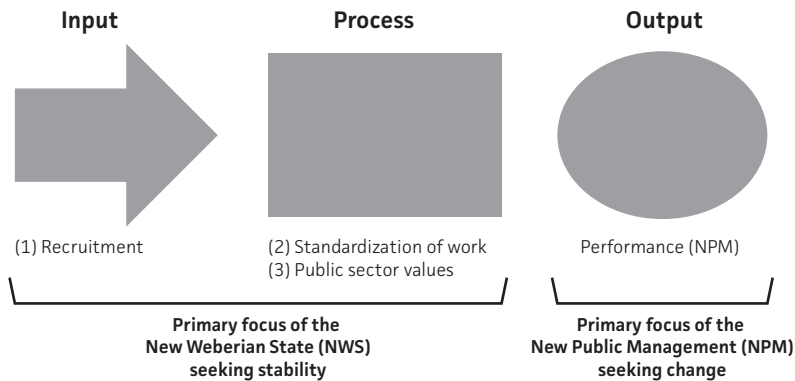 Input
Process
Output
(1) Recruitment
(2) Standardization of work
(3) Public sector values
Performance (NPM)
Primary focus of the
New Weberian State (NWS)
seeking stability
Primary focus of the
New Public Management (NPM)
seeking change